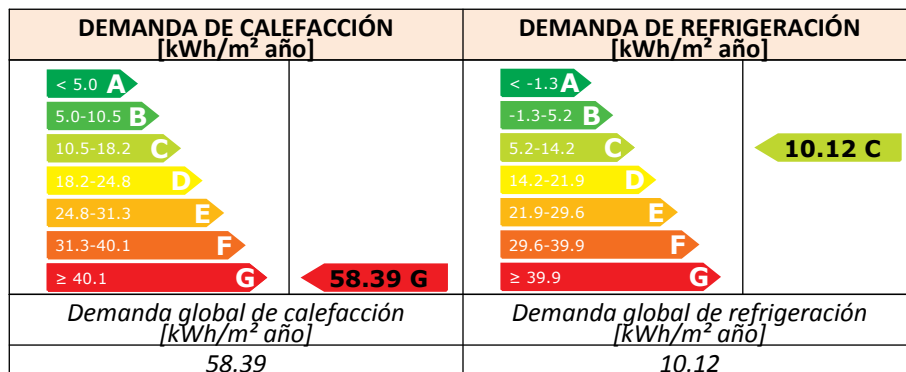 DEMANDA DE CALEFACCIÓN
[kWh/m² año]
DEMANDA DE REFRIGERACIÓN
[kWh/m² año]
< 5.0 A
5.0-10.5 B
10.5-18.2 C
18.2-24.8 D
24.8-31.3 E
31.3-40.1 F
≥ 40.1 G
58.39 G
< -1.3 A
-1.3-5.2 B
5.2-14.2 C
14.2-21.9 D
21.9-29.6 E
29.6-39.9 F
≥ 39.9 G
10.12 C
Demanda global de calefacción
[kWh/m² año]
Demanda global de refrigeración
[kWh/m² año]
58.39
10.12